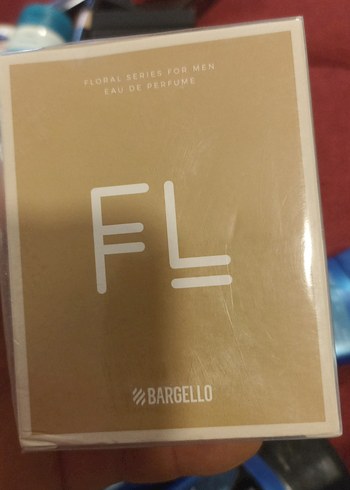 FLORAL SERIES FOR MEN
EAU DE PERFUME
FL
BARGELLO